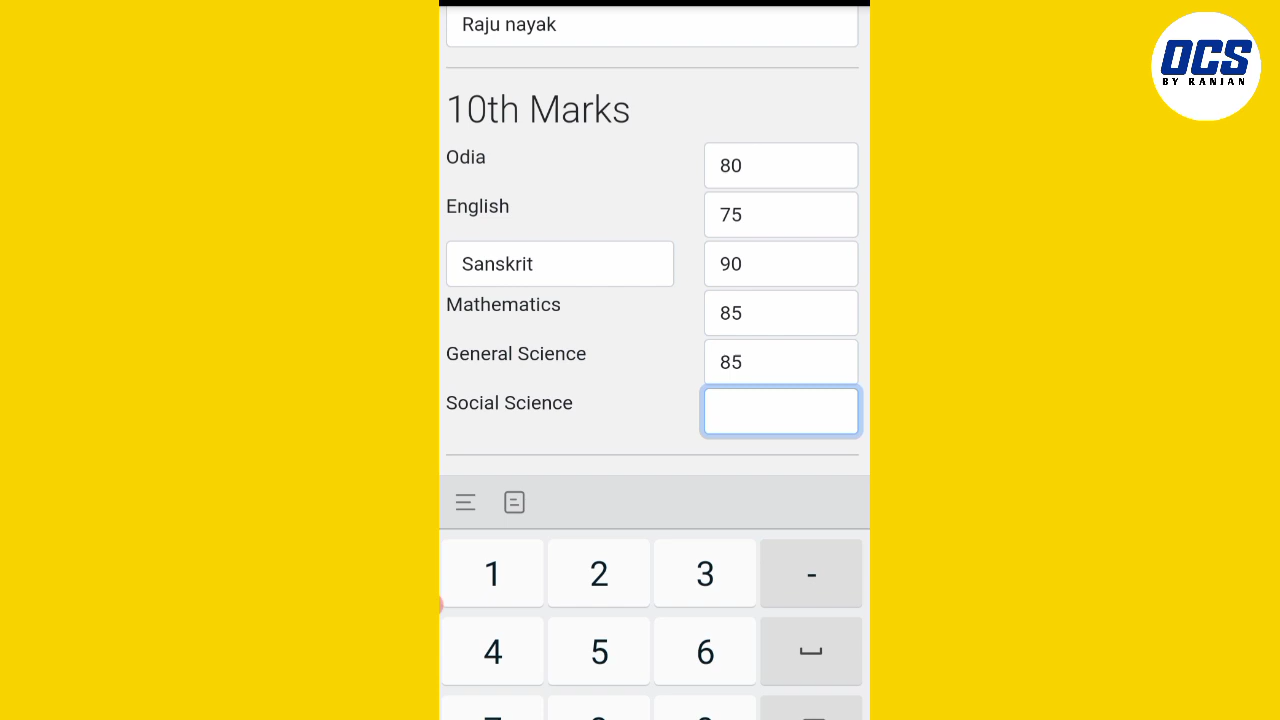 Raju nayak
OCS
BY RANJAN
10th Marks
Odia 80
English 75
Sanskrit 90
Mathematics 85
General Science 85
Social Science
1 2 3 -
4 5 6